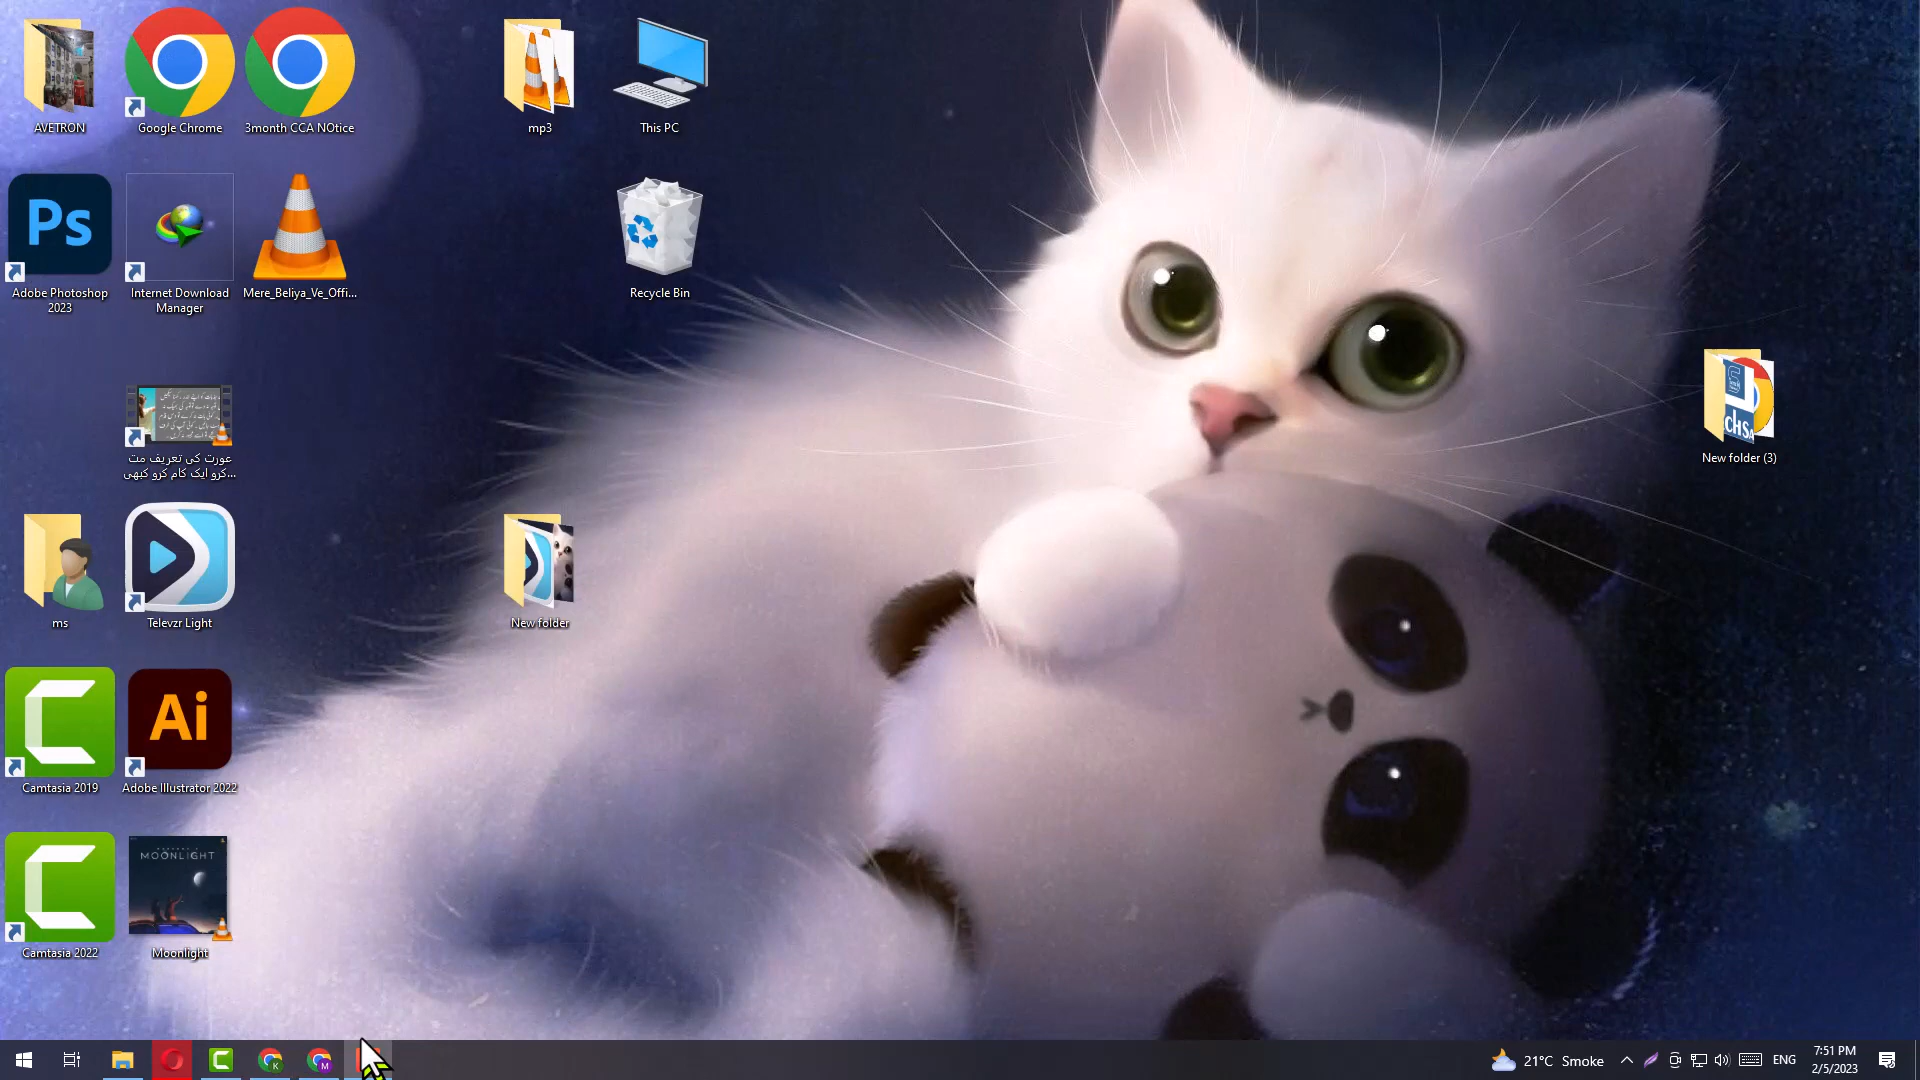 AVETRON
Google Chrome
3month CCA NOtice
mp3
This PC
Ps
Adobe Photoshop
2023
Internet Download
Manager
Mere_Beliya_Ve_Offi...
Recycle Bin
عورت کی تعریف مت
کرو ایک کام کرو کبھی...
CHSA
New folder (3)
ms
Televzr Light
New folder
Camtasia 2019
Ai
Adobe Illustrator 2022
Camtasia 2022
MOONLIGHT
Moonlight
K
M
21°C Smoke
ENG
7:51 PM
2/5/2023